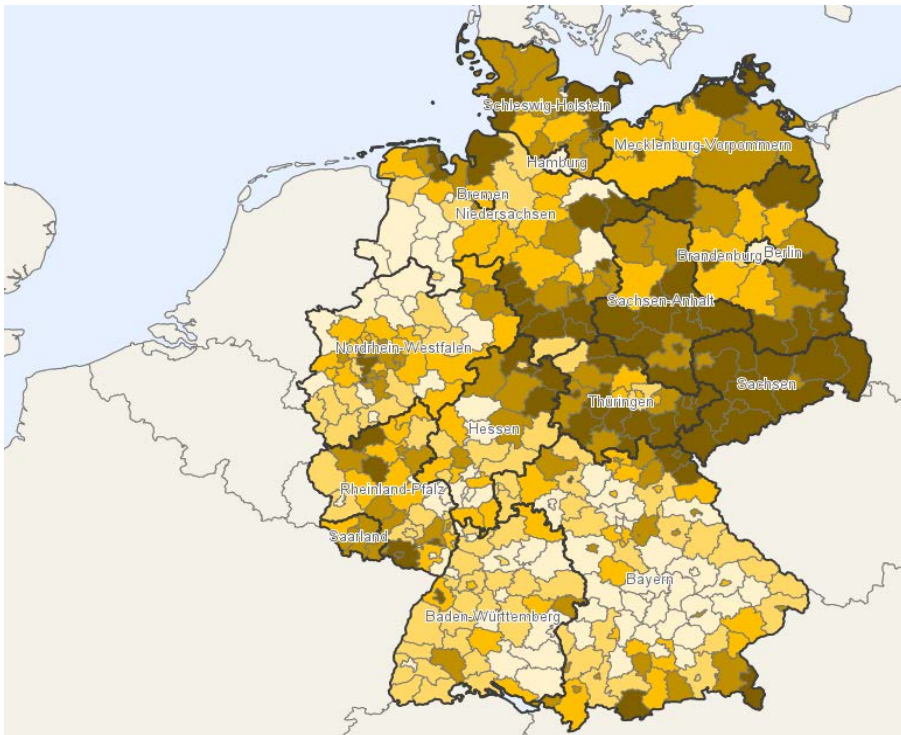 Schleswig-Holstein
Mecklenburg-Vorpommern
Hamburg
Bremen
Niedersachsen
Brandenburg
Berlin
Sachsen-Anhalt
Nordrhein-Westfalen
Sachsen
Thüringen
Hessen
Rheinland-Pfalz
Saarland
Bayern
Baden-Württemberg